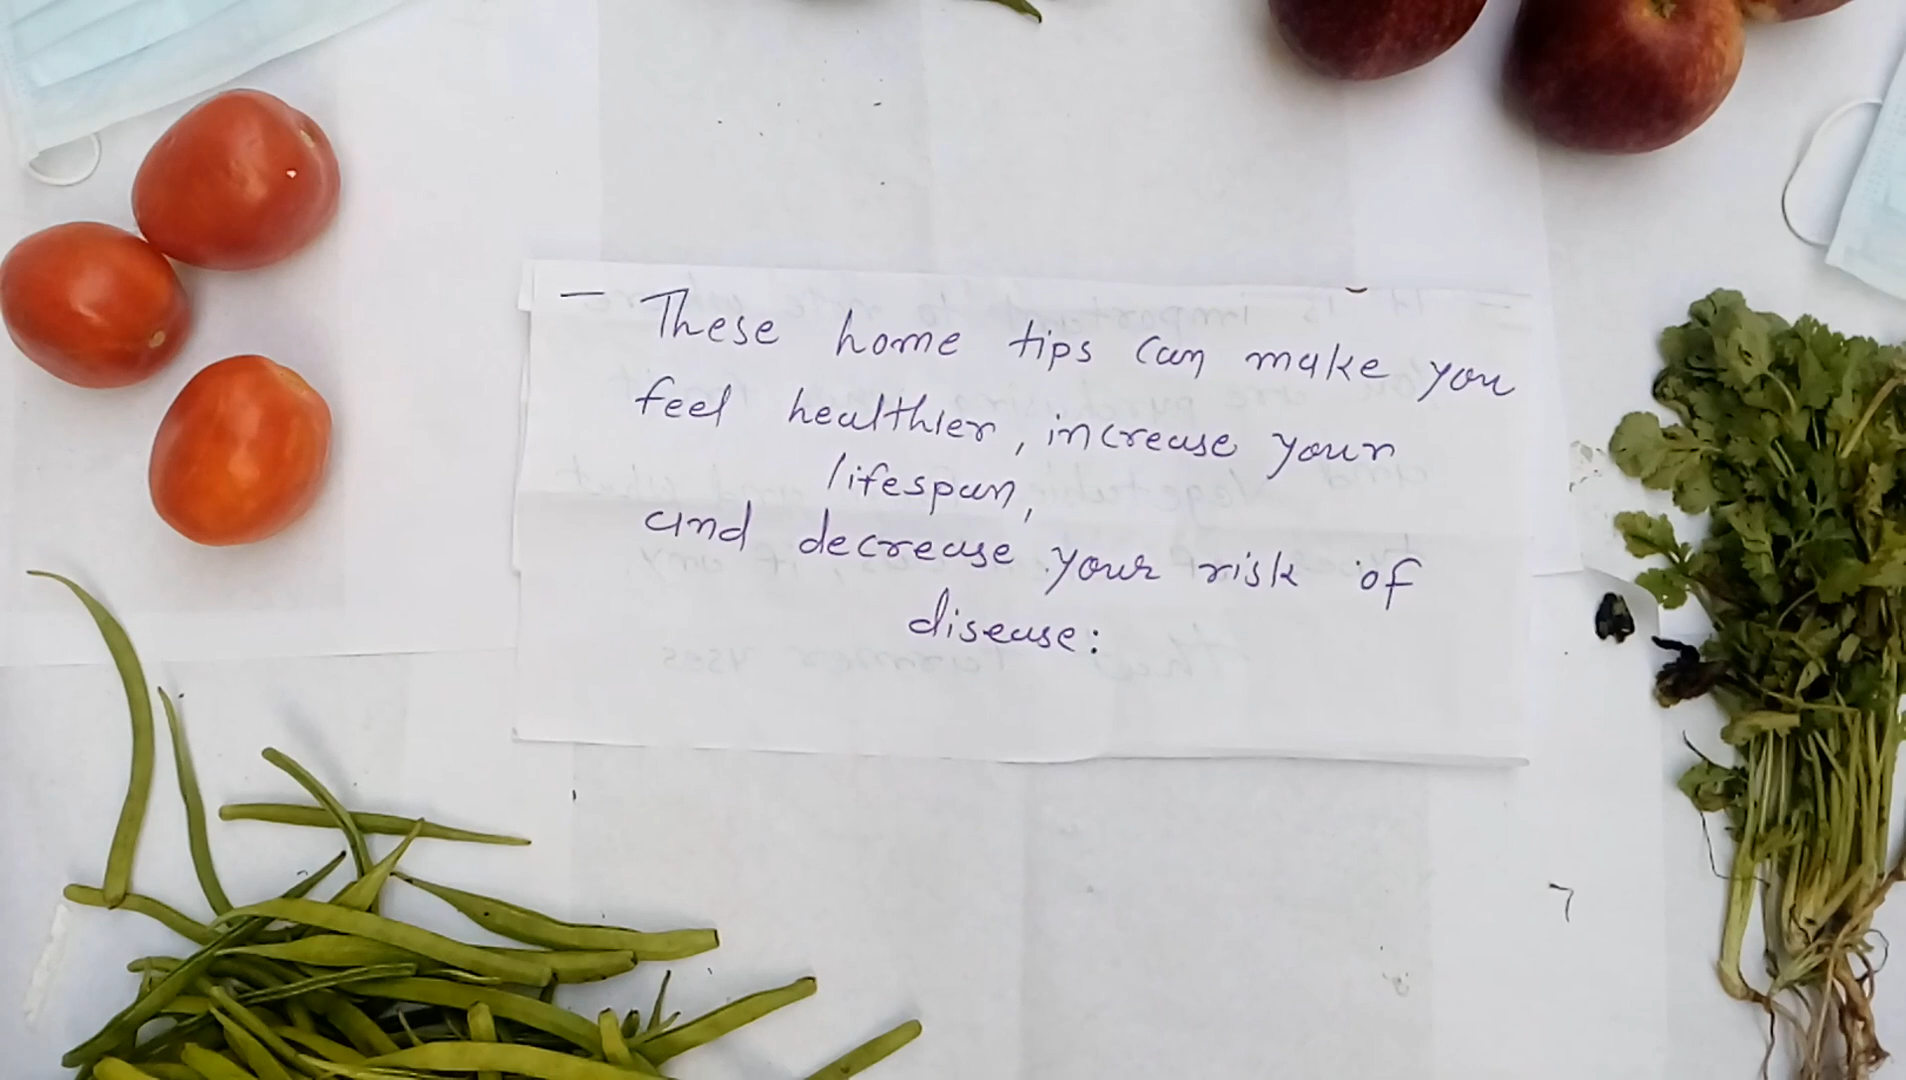 - These home tips can make you
feel healthier, increase your
lifespan,
and decrease your risk of
disease: